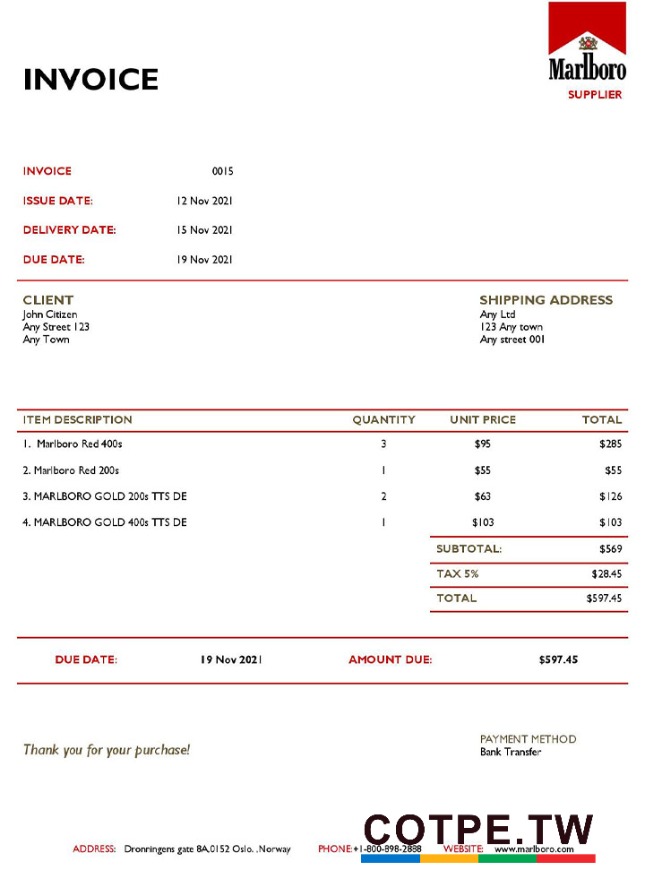 Marlboro
INVOICE
SUPPLIER
INVOICE 0015
ISSUE DATE: 12 Nov 2021
DELIVERY DATE: 15 Nov 2021
DUE DATE: 19 Nov 2021
CLIENT SHIPPING ADDRESS
John Citizen Any Ltd
Any Street 123 123 Any town
Any Town Any street 001
ITEM DESCRIPTION QUANTITY UNIT PRICE TOTAL
1. Marlboro Red 400s 3 $95 $285
2. Marlboro Red 200s 1 $55 $55
3. MARLBORO GOLD 200s TTS DE 2 $63 $126
4. MARLBORO GOLD 400s TTS DE 1 $103 $103
SUBTOTAL: $569
TAX 5% $28.45
TOTAL $597.45
DUE DATE: 19 Nov 2021 AMOUNT DUE: $597.45
PAYMENT METHOD
Thank you for your purchase! Bank Transfer
COTPE.TW
ADDRESS: Dronningens gate 8A,0152 Oslo, .Norway PHONE:+1-800-898-2888 WEBSITE: www.marlboro.com